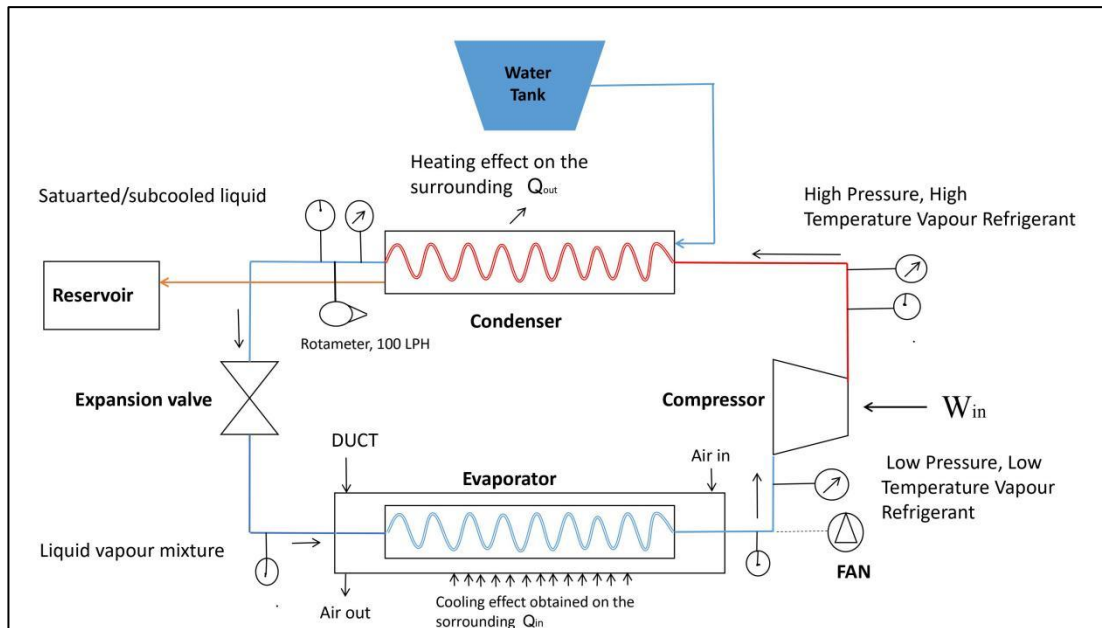 Water
Tank
Heating effect on the
surrounding Qout
Satuarted/subcooled liquid
High Pressure, High
Temperature Vapour Refrigerant
Reservoir
Condenser
Rotameter, 100 LPH
Expansion valve
Compressor
Win
DUCT
Air in
Evaporator
Low Pressure, Low
Temperature Vapour
Refrigerant
Liquid vapour mixture
FAN
Air out
Cooling effect obtained on the
sorrounding Qin